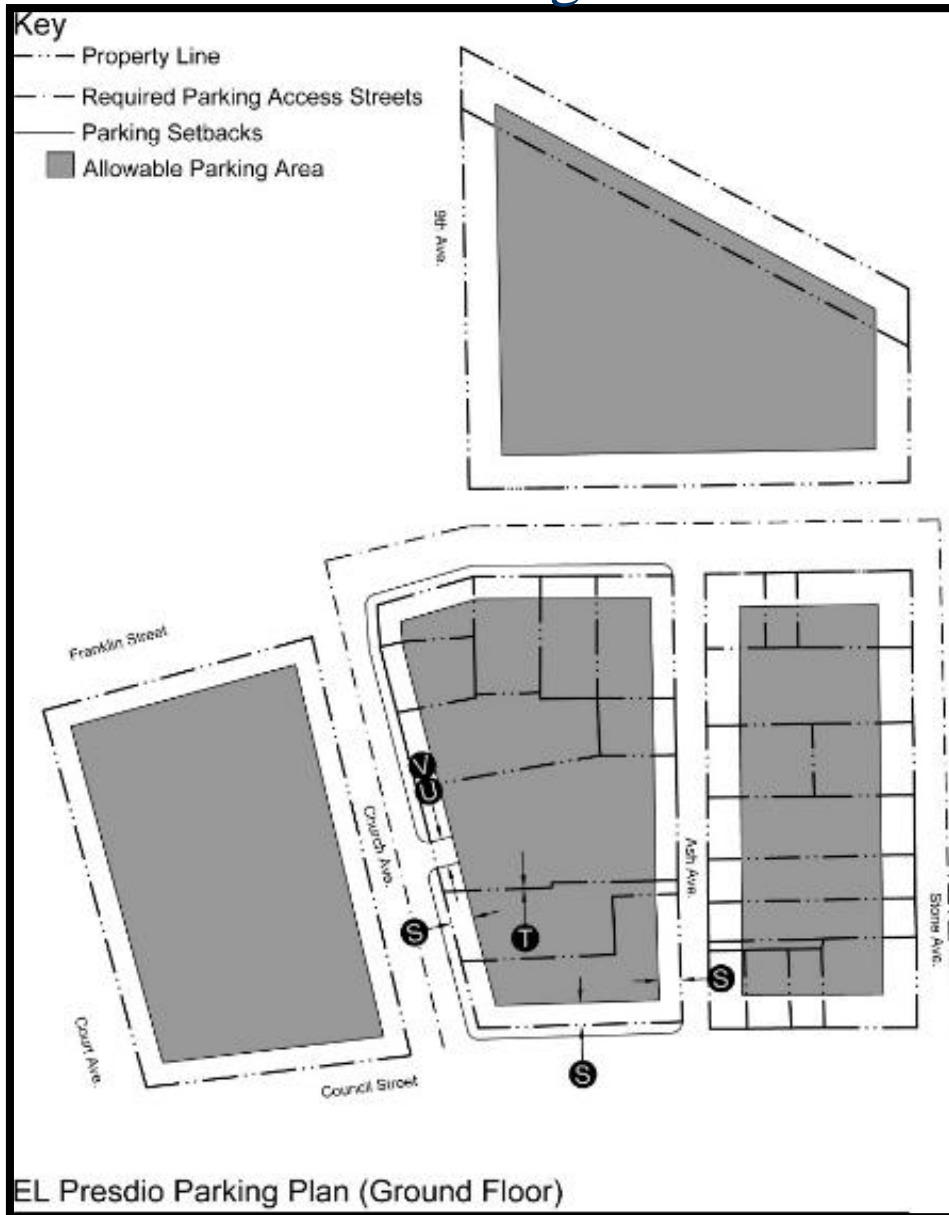 Key
Property Line
Required Parking Access Streets
Parking Setbacks
Allowable Parking Area
9th Ave.
Franklin Street
V
U
Church Ave.
Ash Ave.
S
T
S
Stone Ave.
Court Ave.
Council Street
S
EL Presdio Parking Plan (Ground Floor)